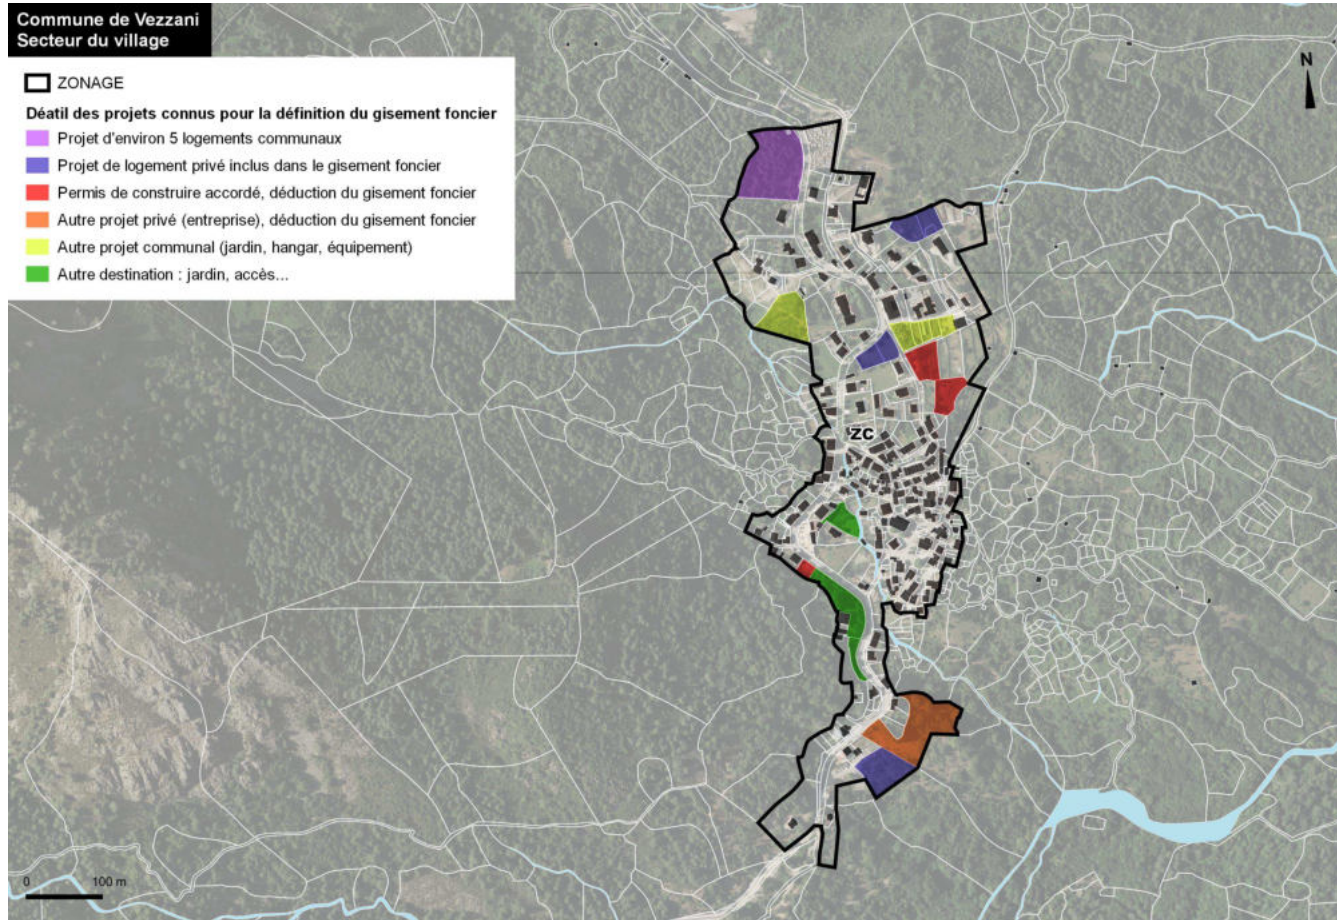 Commune de Vezzani
Secteur du village
ZONAGE
Déatil des projets connus pour la définition du gisement foncier
Projet d'environ 5 logements communaux
Projet de logement privé inclus dans le gisement foncier
Permis de construire accordé, déduction du gisement foncier
Autre projet privé (entreprise), déduction du gisement foncier
Autre projet communal (jardin, hangar, équipement)
Autre destination : jardin, accès...
N
ZC
0 100 m